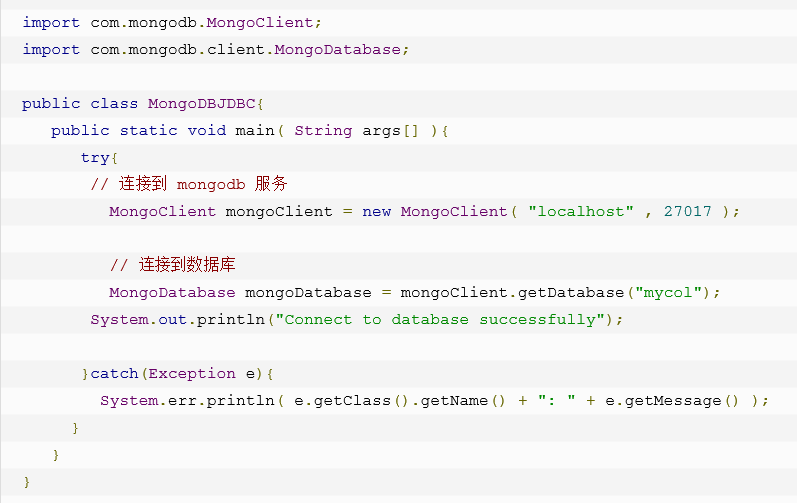 import com.mongodb.MongoClient;
import com.mongodb.client.MongoDatabase;
public class MongoDBJDBC{
public static void main( String args[] ){
try{
// 连接到 mongodb 服务
MongoClient mongoClient = new MongoClient( "localhost" , 27017 );
// 连接到数据库
MongoDatabase mongoDatabase = mongoClient.getDatabase("mycol");
System.out.println("Connect to database successfully");
}catch(Exception e){
System.err.println( e.getClass().getName() + ": " + e.getMessage() );
}
}
}